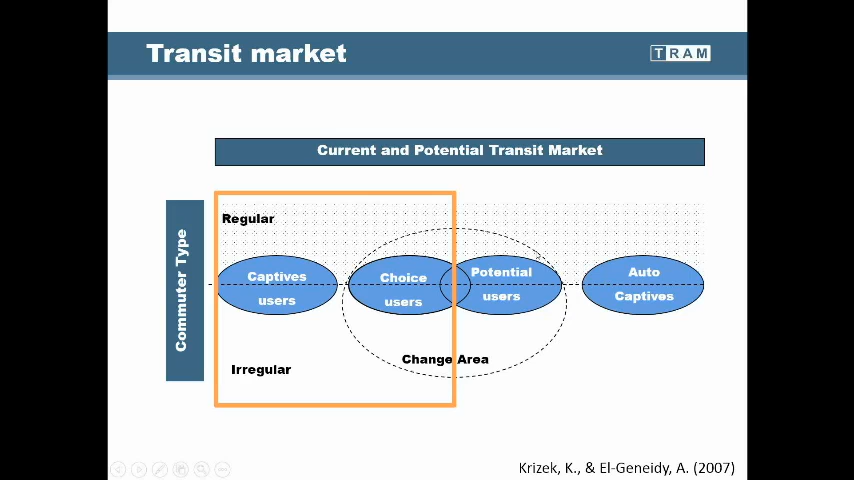 Transit market
TRAM
Current and Potential Transit Market
Commuter Type
Regular
Captives
users
Choice
users
Potential
users
Auto
Captives
Change Area
Irregular
Krizek, K., & El-Geneidy, A. (2007)